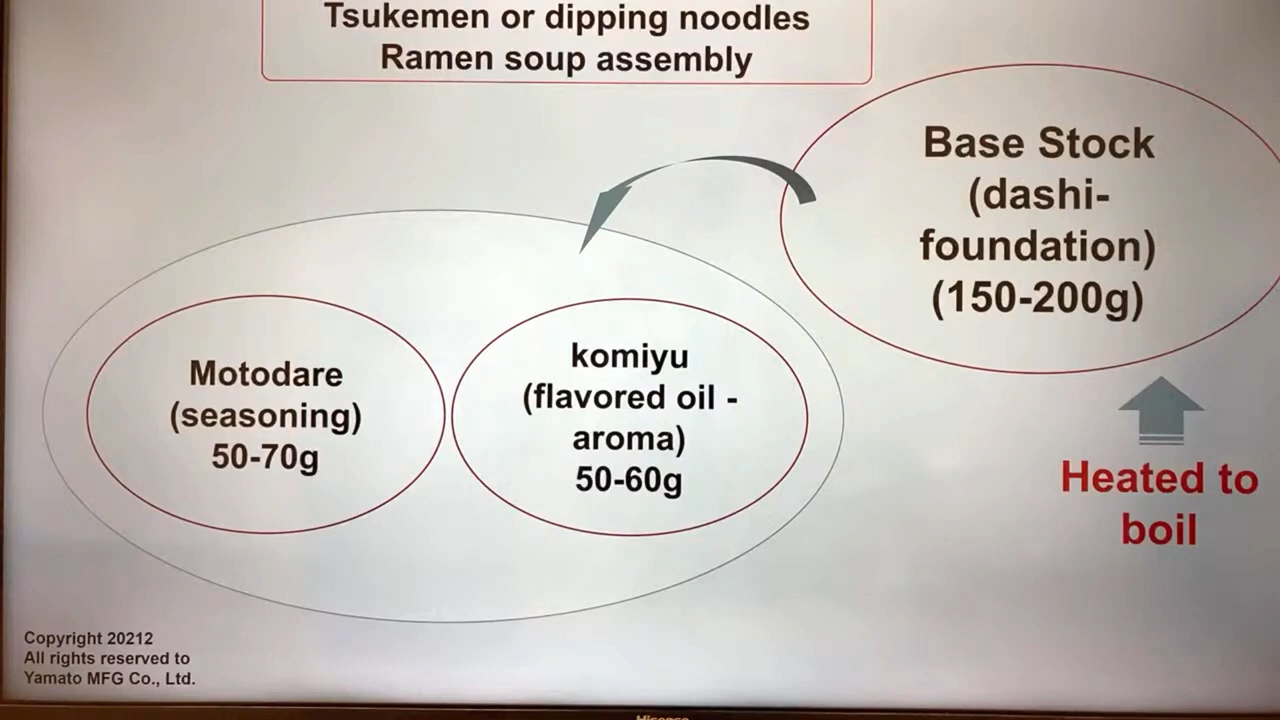 Tsukemen or dipping noodles
Ramen soup assembly
Base Stock
(dashi-
foundation)
(150-200g)
Motodare
(seasoning)
50-70g
komiyu
(flavored oil -
aroma)
50-60g
Heated to
boil
Copyright 20212
All rights reserved to
Yamato MFG Co., Ltd.
Hisense